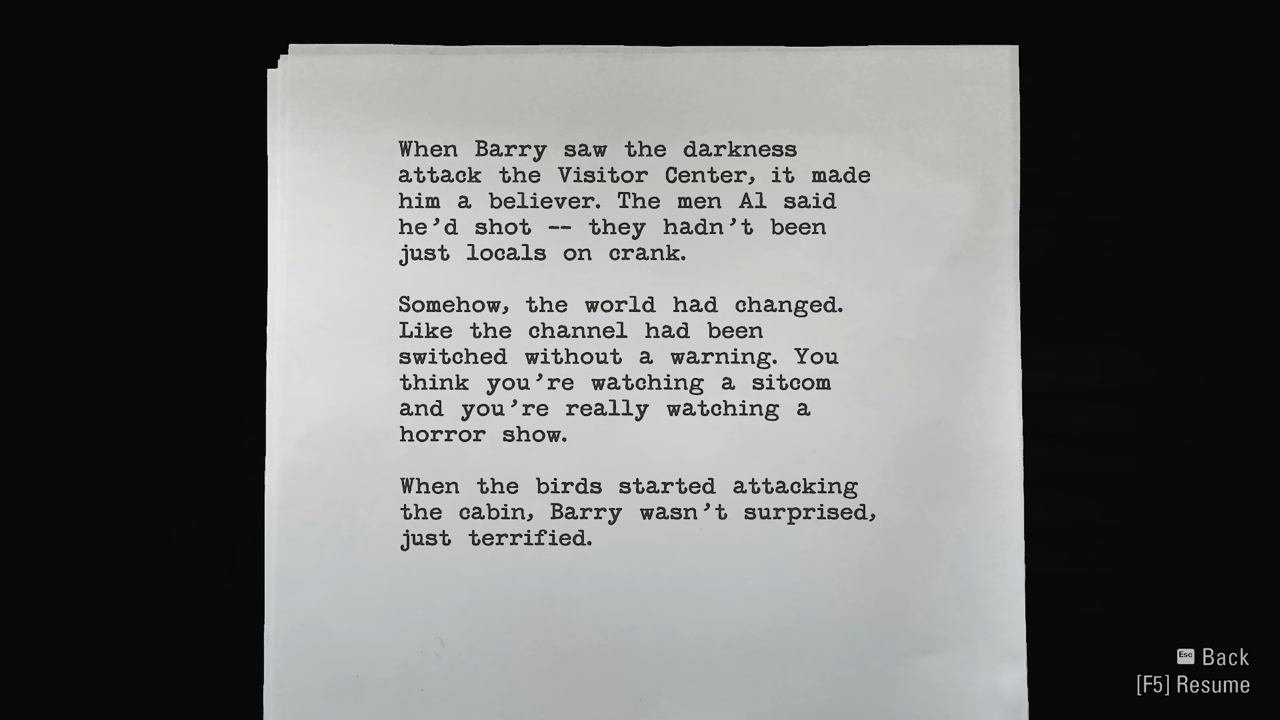 When Barry saw the darkness
attack the Visitor Center, it made
him a believer. The men Al said
he’d shot -- they hadn’t been
just locals on crank.
Somehow, the world had changed.
Like the channel had been
switched without a warning. You
think you’re watching a sitcom
and you’re really watching a
horror show.
When the birds started attacking
the cabin, Barry wasn’t surprised,
just terrified.
Esc Back
[F5] Resume